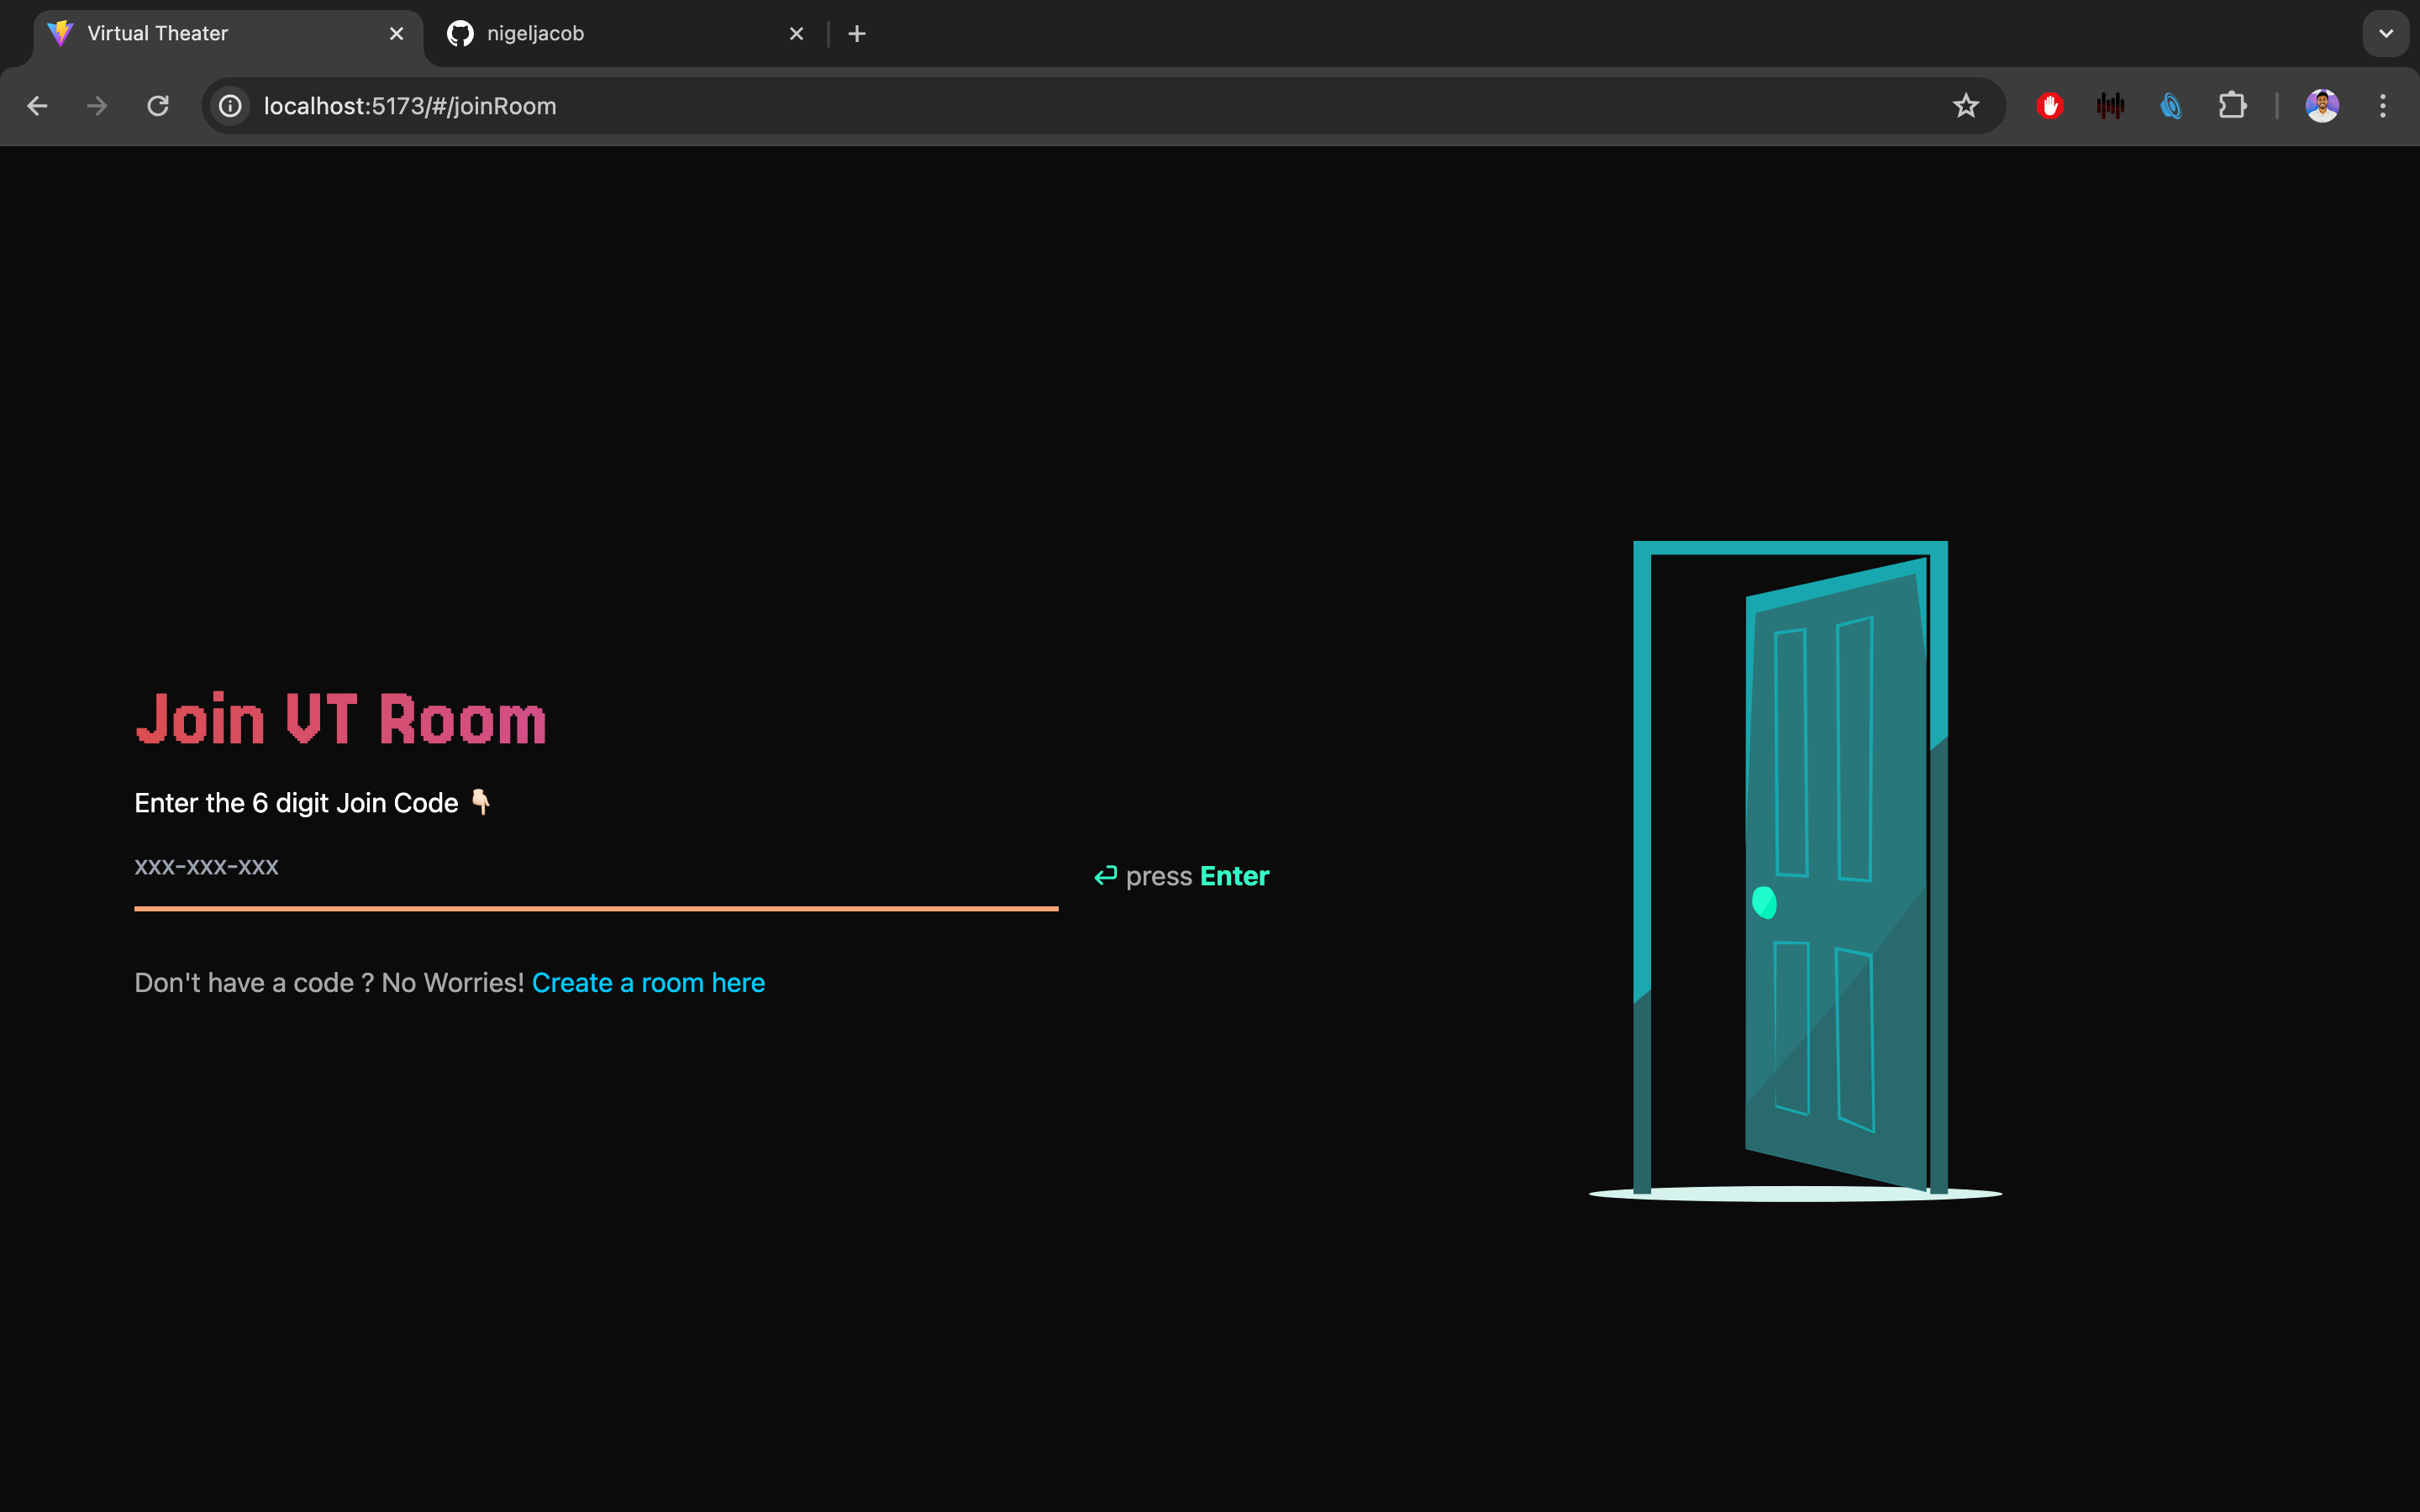 Virtual Theater
nigeljacob
localhost:5173/#/joinRoom
Join VT Room
Enter the 6 digit Join Code 👇🏻
xxx-xxx-xxx
press Enter
Don't have a code ? No Worries! Create a room here